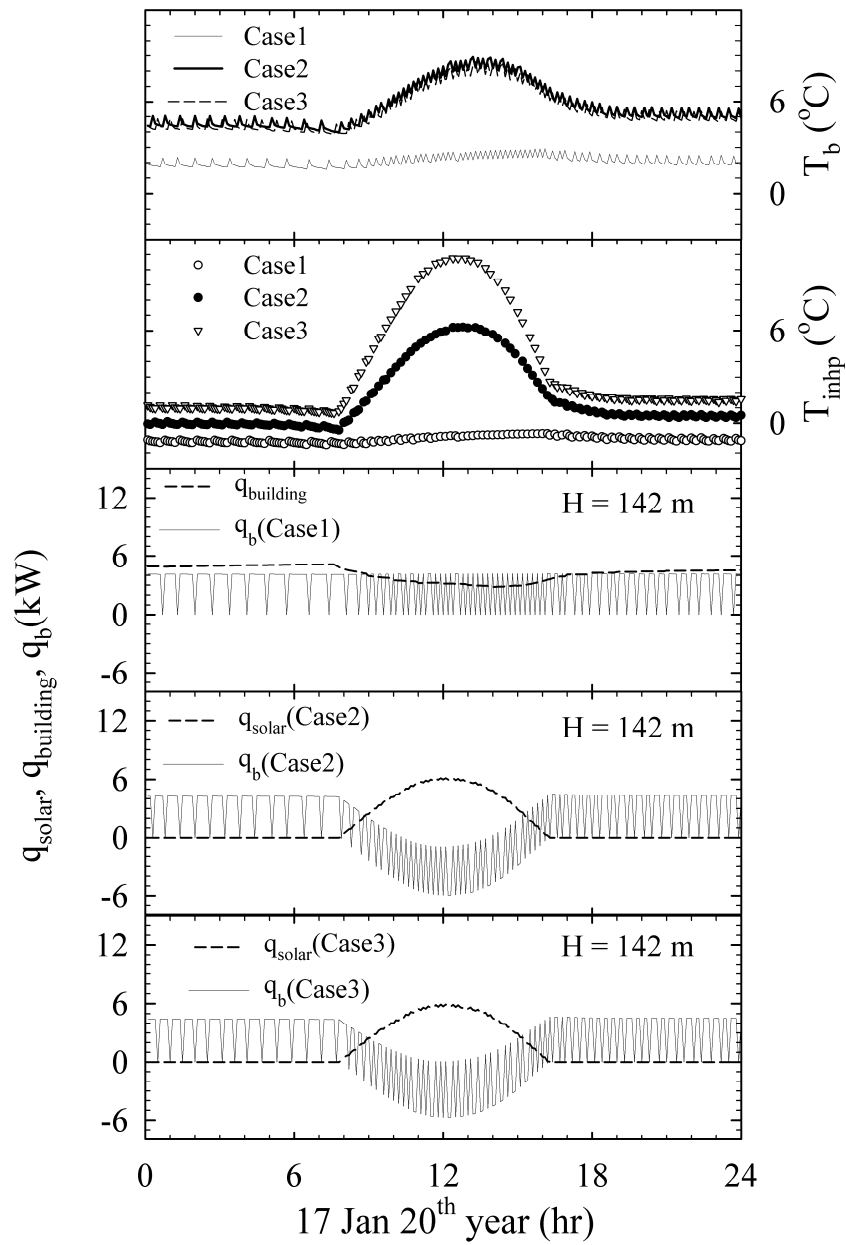 Case1
Case2
Case3
6
0
T_b (°C)
Case1
Case2
Case3
6
0
T_inhp (°C)
12
6
0
-6
q_building
q_b(Case1)
H = 142 m
q_solar, q_building, q_b(kW)
12
6
0
-6
q_solar(Case2)
q_b(Case2)
H = 142 m
12
6
0
-6
q_solar(Case3)
q_b(Case3)
H = 142 m
0 6 12 18 24
17 Jan 20th year (hr)